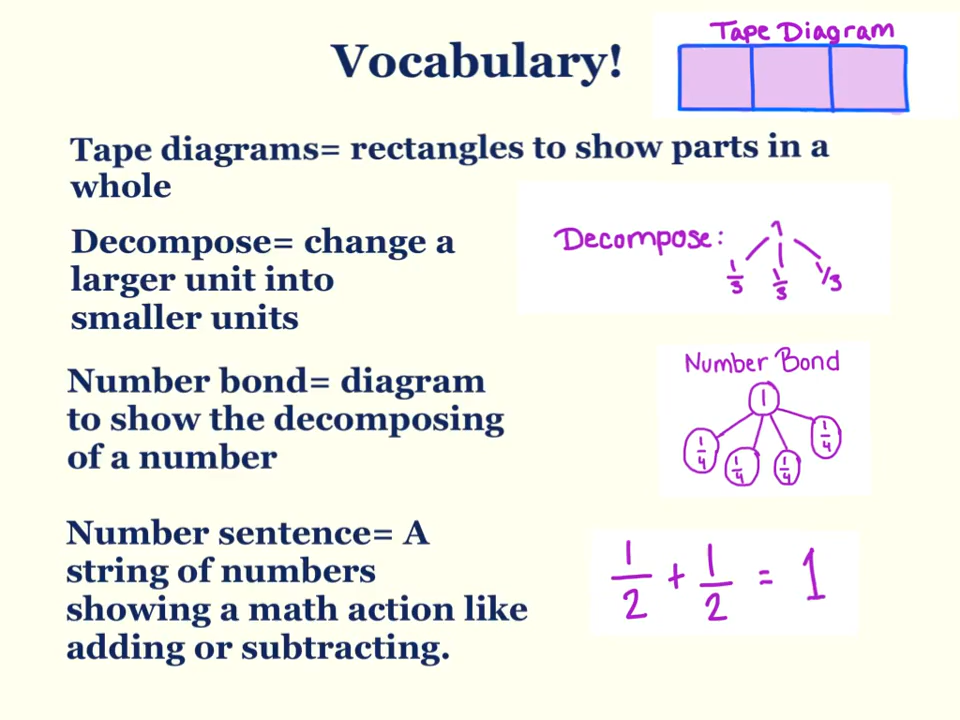 Tape Diagram
Vocabulary!
Tape diagrams= rectangles to show parts in a
whole
Decompose= change a
larger unit into
smaller units
Decompose:
1
1/3 1/3 1/3
Number bond= diagram
to show the decomposing
of a number
Number Bond
1
1/4 1/4 1/4 1/4
Number sentence= A
string of numbers
showing a math action like
adding or subtracting.
1/2 + 1/2 = 1